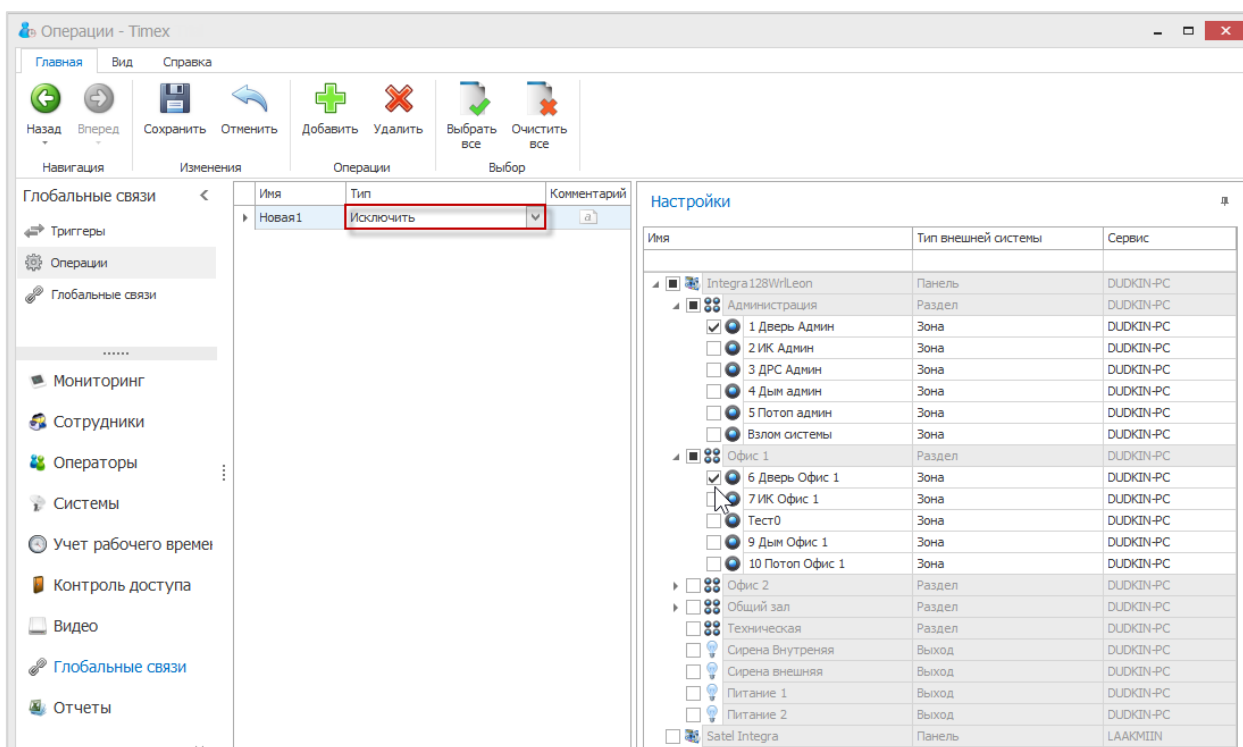 Операции - Timex
Главная Вид Справка
Назад Вперед Сохранить Отменить Добавить Удалить Выбрать все Очистить все
Навигация Изменения Операции Выбор
Глобальные связи
Триггеры
Операции
Глобальные связи
Мониторинг
Сотрудники
Операторы
Системы
Учет рабочего времен
Контроль доступа
Видео
Глобальные связи
Отчеты
Имя Тип Комментарий
Новая1 Исключить a
Настройки
Имя Тип внешней системы Сервис
Integra128WrlLeon Панель DUDKIN-PC
Администрация Раздел DUDKIN-PC
1 Дверь Админ Зона DUDKIN-PC
2 ИК Админ Зона DUDKIN-PC
3 ДРС Админ Зона DUDKIN-PC
4 Дым админ Зона DUDKIN-PC
5 Потоп админ Зона DUDKIN-PC
Взлом системы Зона DUDKIN-PC
Офис 1 Раздел DUDKIN-PC
6 Дверь Офис 1 Зона DUDKIN-PC
7 ИК Офис 1 Зона DUDKIN-PC
Тест0 Зона DUDKIN-PC
9 Дым Офис 1 Зона DUDKIN-PC
10 Потоп Офис 1 Зона DUDKIN-PC
Офис 2 Раздел DUDKIN-PC
Общий зал Раздел DUDKIN-PC
Техническая Раздел DUDKIN-PC
Сирена Внутреняя Выход DUDKIN-PC
Сирена внешняя Выход DUDKIN-PC
Питание 1 Выход DUDKIN-PC
Питание 2 Выход DUDKIN-PC
Satel Integra Панель LAAKMIIN